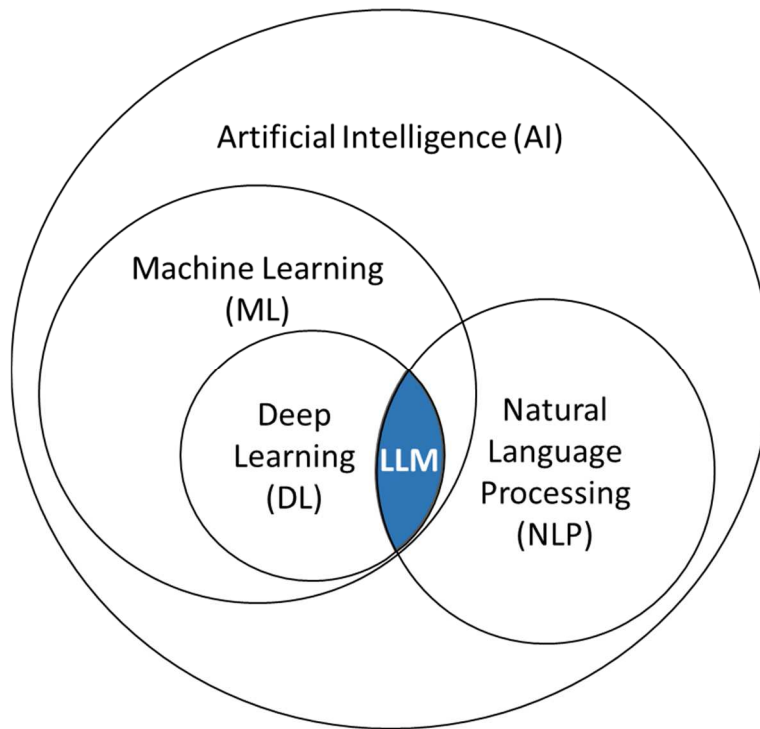 Artificial Intelligence (AI)
Machine Learning
(ML)
Deep
Learning
(DL)
LLM
Natural
Language
Processing
(NLP)